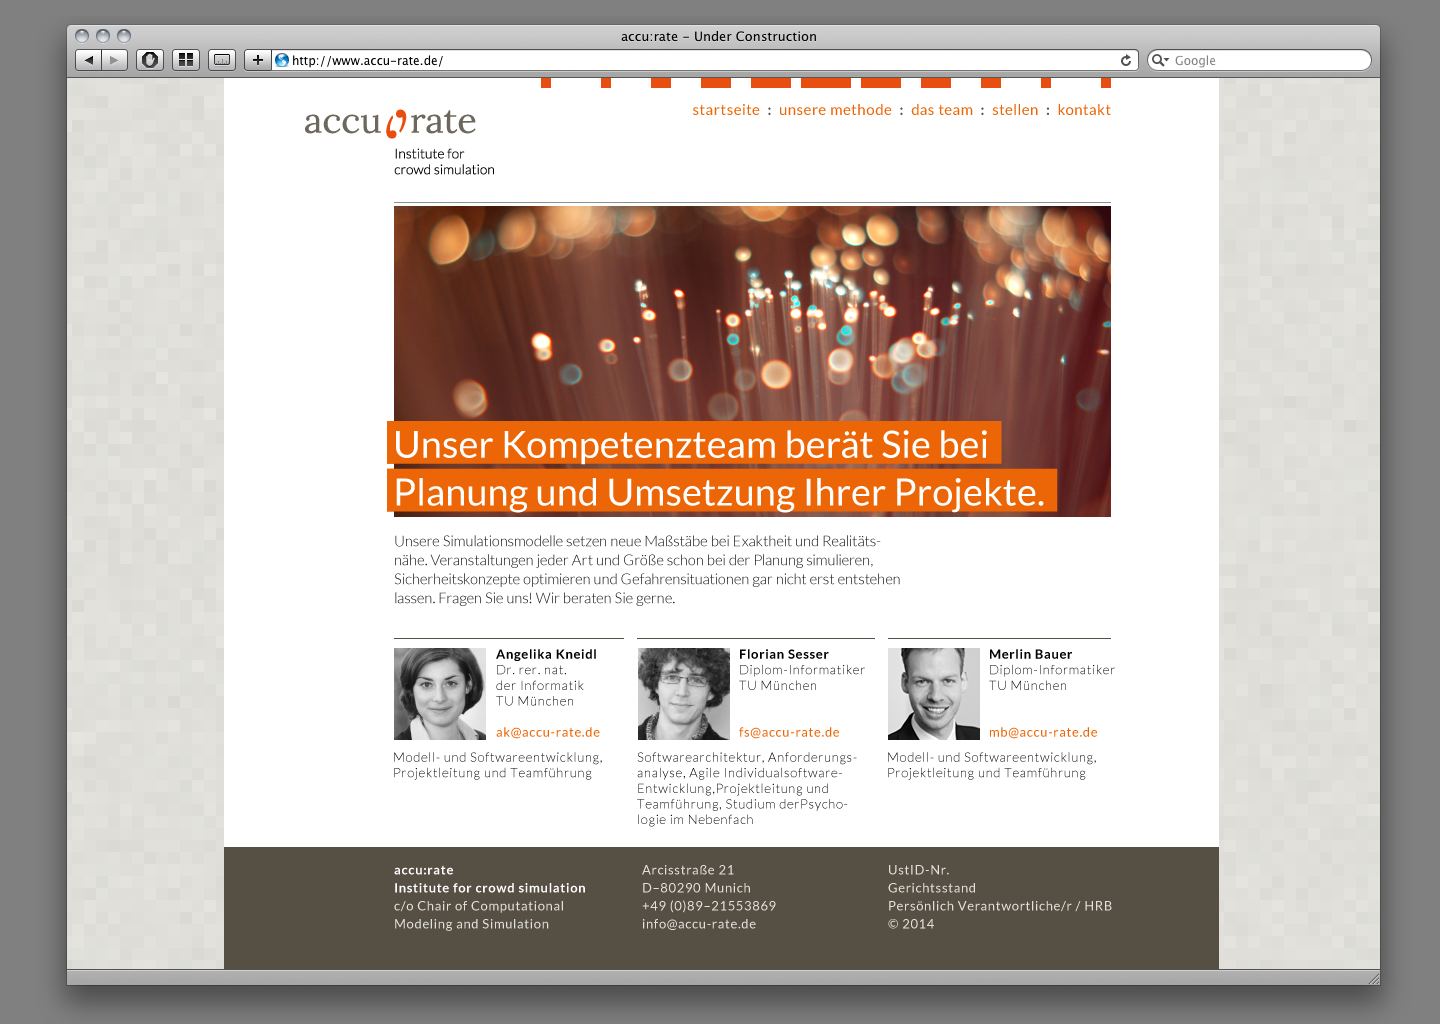 accu:rate – Under Construction
http://www.accu-rate.de/
Google
startseite : unsere methode : das team : stellen : kontakt
accu:rate
Institute for
crowd simulation
Unser Kompetenzteam berät Sie bei
Planung und Umsetzung Ihrer Projekte.
Unsere Simulationsmodelle setzen neue Maßstäbe bei Exaktheit und Realitäts-
nähe. Veranstaltungen jeder Art und Größe schon bei der Planung simulieren,
Sicherheitskonzepte optimieren und Gefahrensituationen gar nicht erst entstehen
lassen. Fragen Sie uns! Wir beraten Sie gerne.
Angelika Kneidl
Dr. rer. nat.
der Informatik
TU München
ak@accu-rate.de
Modell- und Softwareentwicklung,
Projektleitung und Teamführung
Florian Sesser
Diplom-Informatiker
TU München
fs@accu-rate.de
Softwarearchitektur, Anforderungs-
analyse, Agile Individualsoftware-
Entwicklung,Projektleitung und
Teamführung, Studium derPsycho-
logie im Nebenfach
Merlin Bauer
Diplom-Informatiker
TU München
mb@accu-rate.de
Modell- und Softwareentwicklung,
Projektleitung und Teamführung
accu:rate
Institute for crowd simulation
c/o Chair of Computational
Modeling and Simulation
Arcisstraße 21
D–80290 Munich
+49 (0)89–21553869
info@accu-rate.de
UstID-Nr.
Gerichtsstand
Persönlich Verantwortliche/r / HRB
© 2014